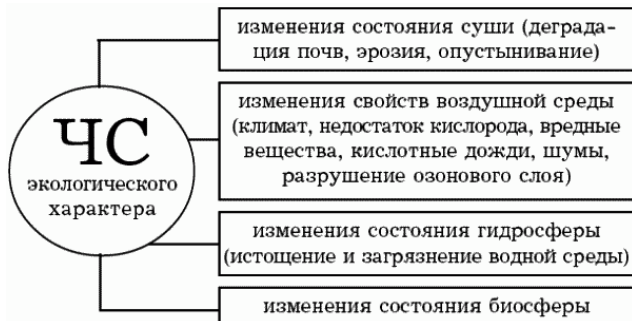 ЧС
экологического
характера
изменения состояния суши (деграда-
ция почв, эрозия, опустынивание)
изменения свойств воздушной среды
(климат, недостаток кислорода, вредные
вещества, кислотные дожди, шумы,
разрушение озонового слоя)
изменения состояния гидросферы
(истощение и загрязнение водной среды)
изменения состояния биосферы